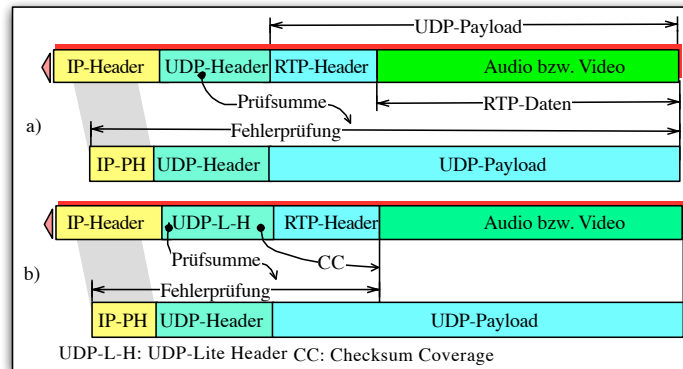 UDP-Payload
IP-Header UDP-Header RTP-Header Audio bzw. Video
Prüfsumme RTP-Daten
a) Fehlerprüfung
IP-PH UDP-Header UDP-Payload
IP-Header UDP-L-H RTP-Header Audio bzw. Video
Prüfsumme CC
b) Fehlerprüfung
IP-PH UDP-Header UDP-Payload
UDP-L-H: UDP-Lite Header CC: Checksum Coverage